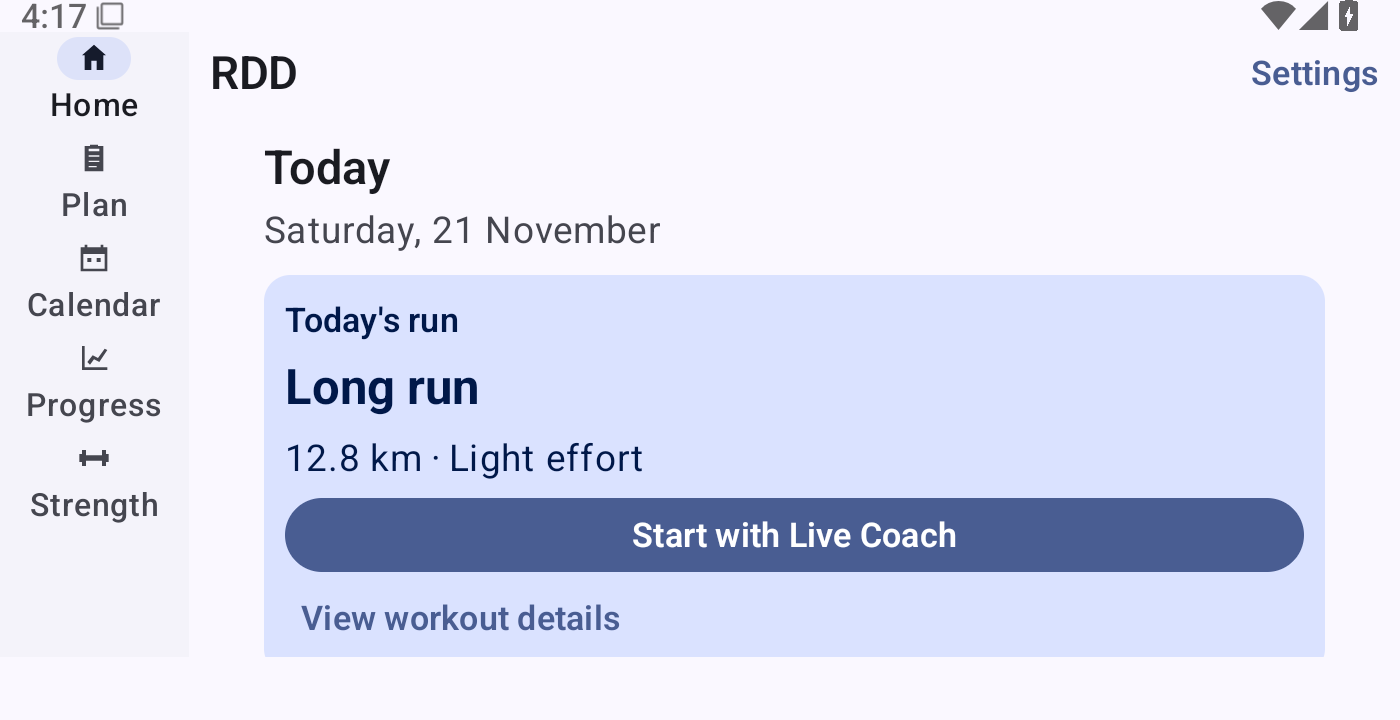 4:17
Home
Plan
Calendar
Progress
Strength
RDD
Settings
Today
Saturday, 21 November
Today's run
Long run
12.8 km · Light effort
Start with Live Coach
View workout details